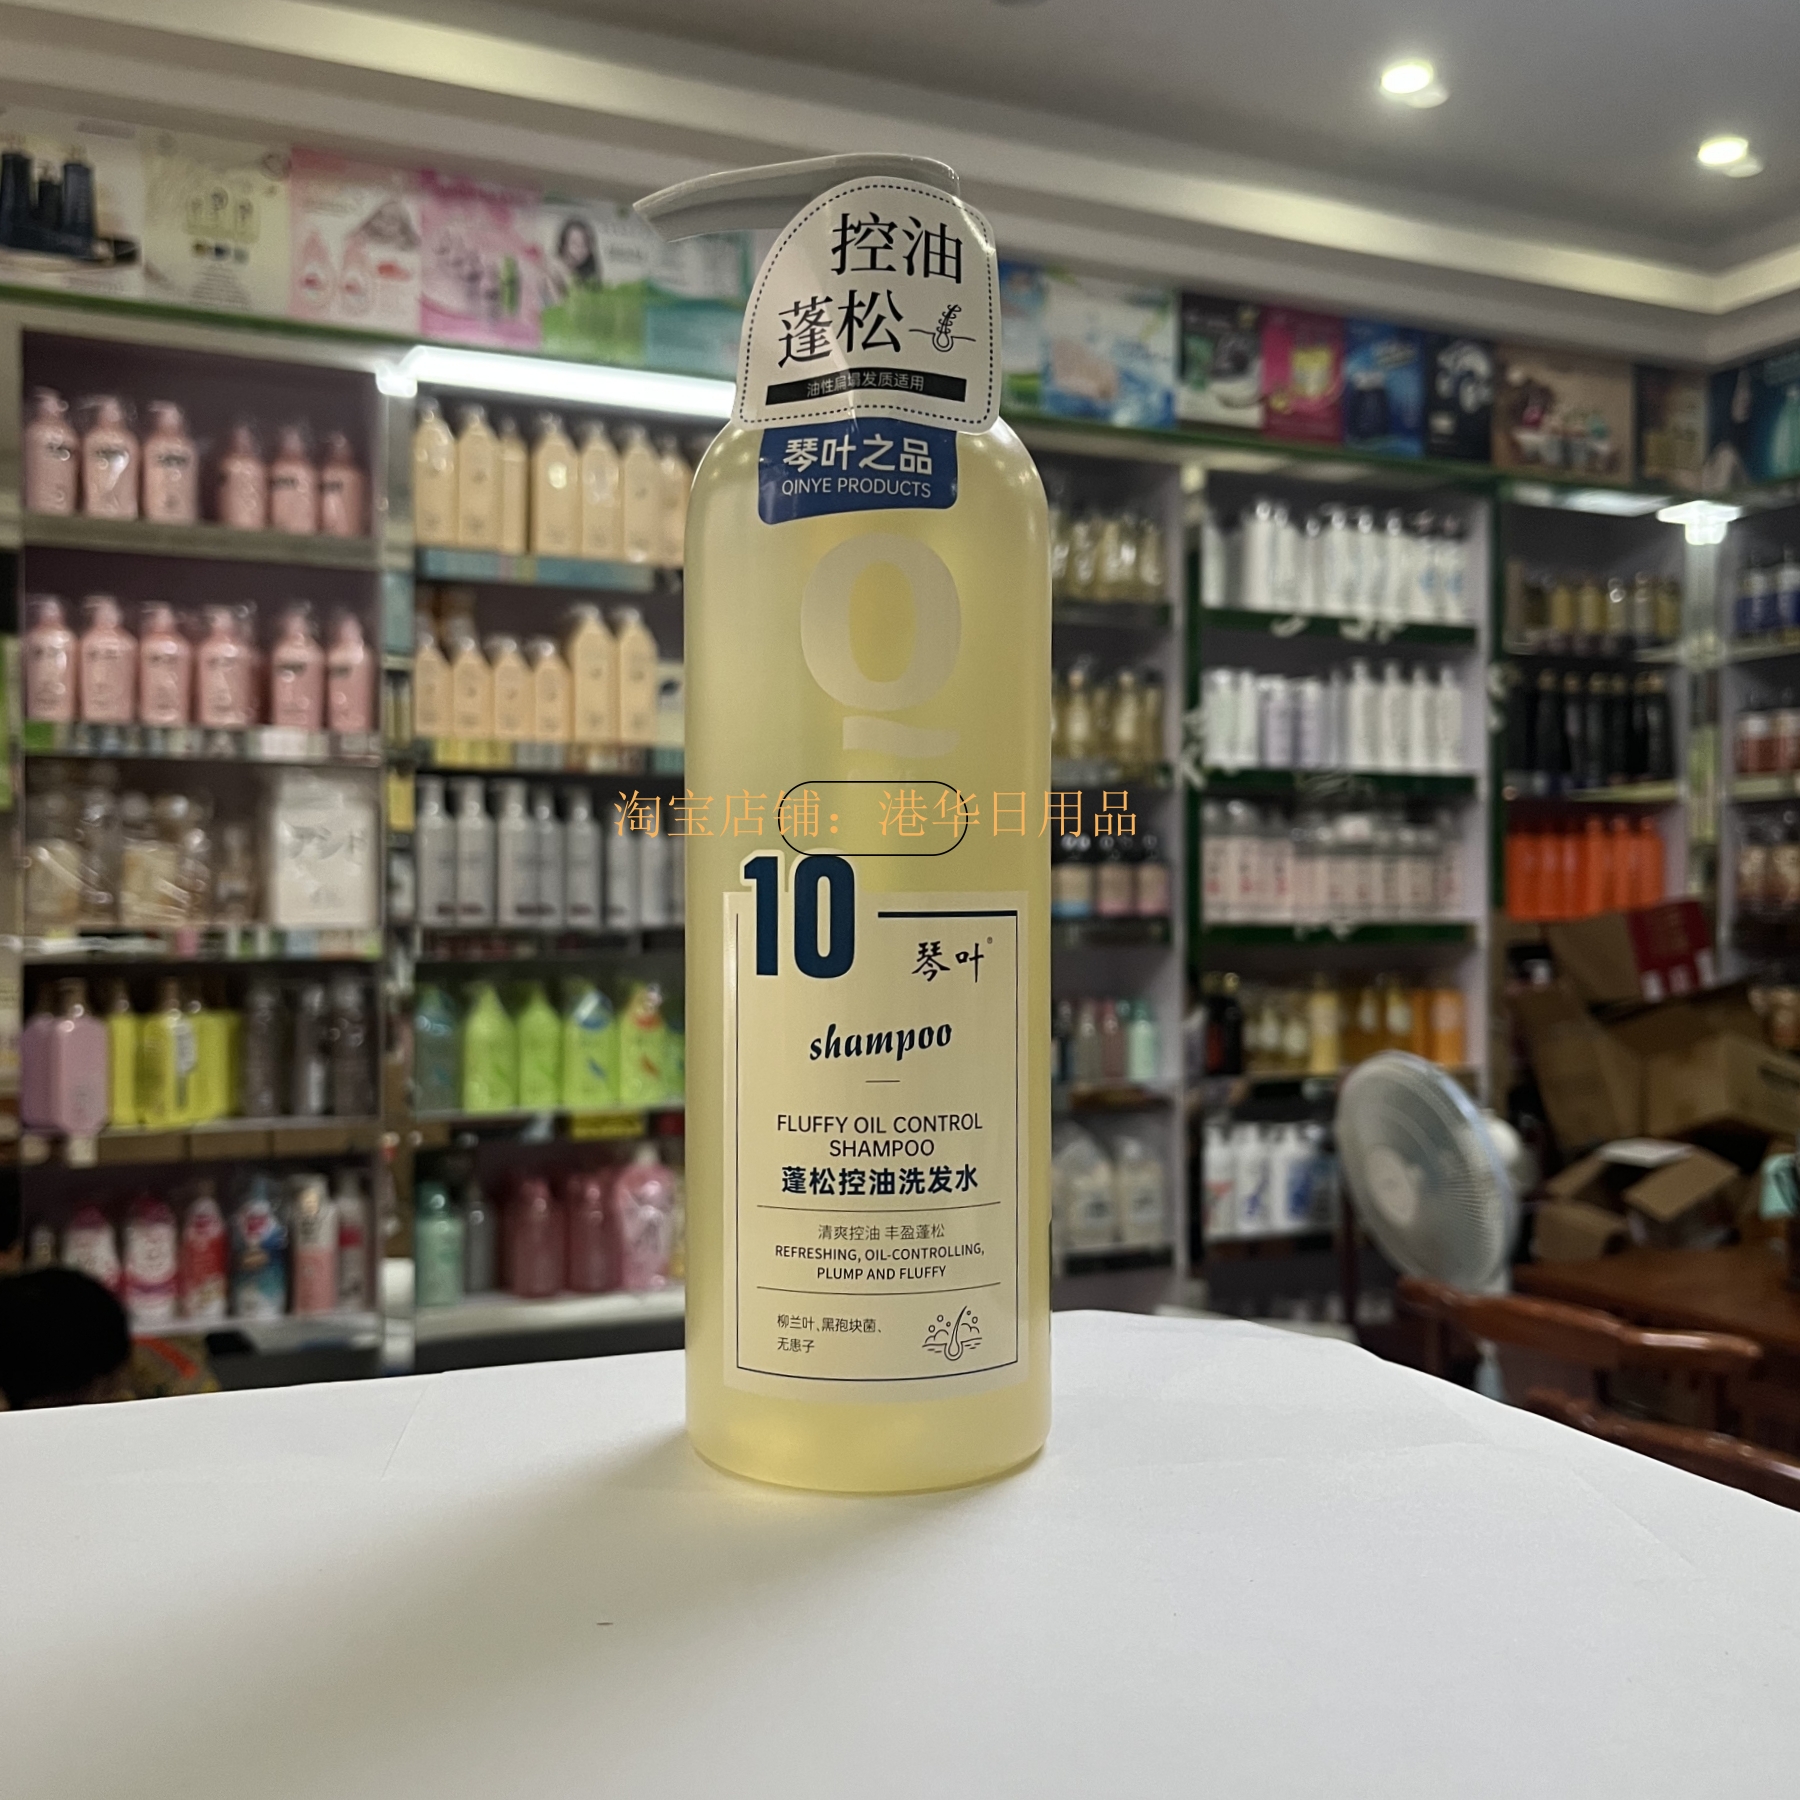 控油
蓬松
油性扁塌发质适用
琴叶之品
QINYE PRODUCTS
Q
淘宝店铺：港华日用品
10
琴叶®
shampoo
FLUFFY OIL CONTROL
SHAMPOO
蓬松控油洗发水
清爽控油 丰盈蓬松
REFRESHING, OIL-CONTROLLING,
PLUMP AND FLUFFY
柳兰叶、黑孢块菌、
无患子